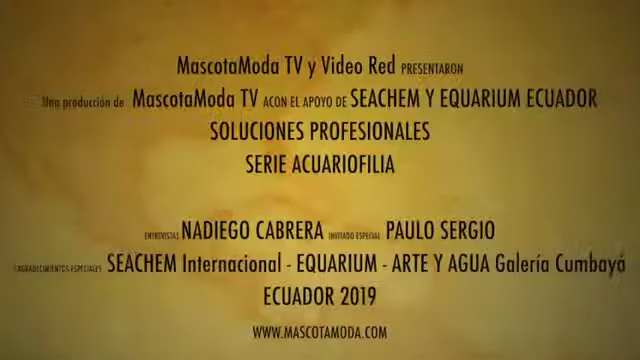 MascotaModa TV y Video Red PRESENTARON
Una producción de MascotaModa TV ACON EL APOYO DE SEACHEM Y EQUARIUM ECUADOR
SOLUCIONES PROFESIONALES
SERIE ACUARIOFILIA
ENTREVISTAS NADIEGO CABRERA INVITADO ESPECIAL PAULO SERGIO
AGRADECIMIENTOS ESPECIALES SEACHEM Internacional - EQUARIUM - ARTE Y AGUA Galería Cumbayá
ECUADOR 2019
WWW.MASCOTAMODA.COM